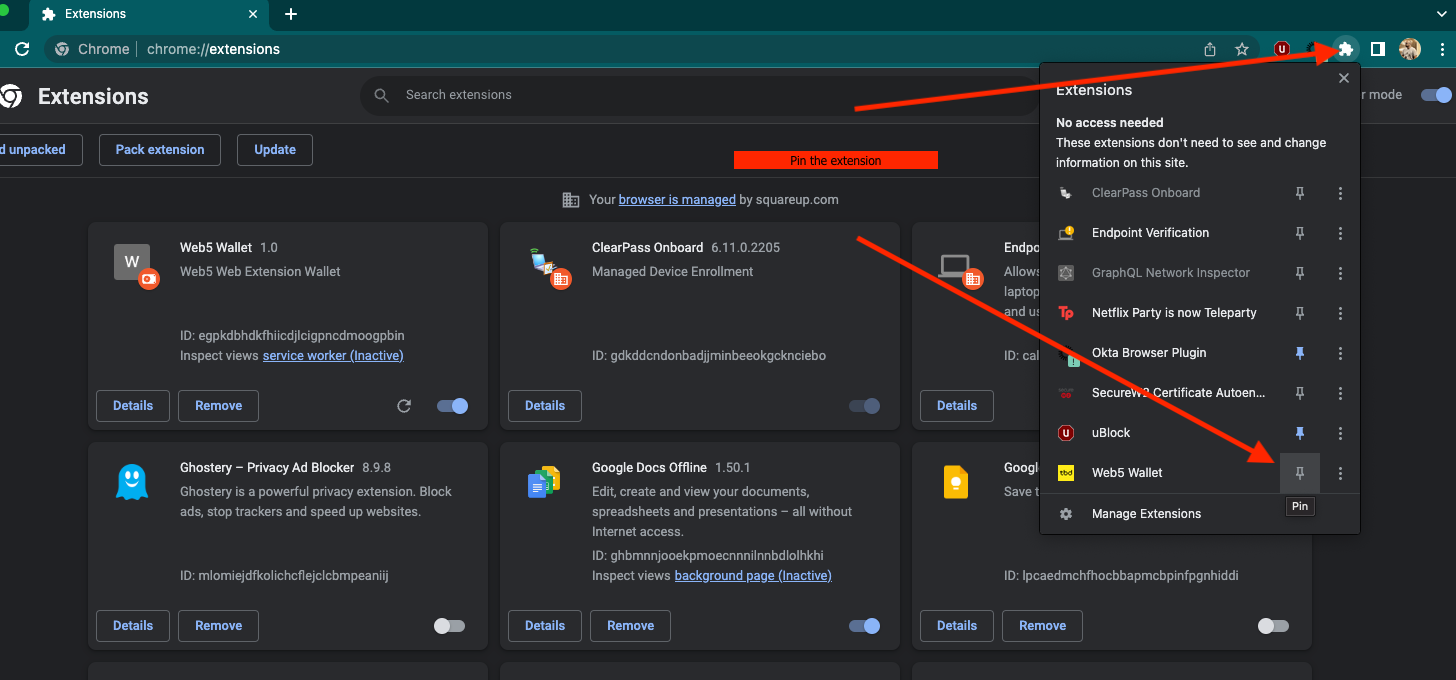 Extensions
Chrome
chrome://extensions
Extensions
Search extensions
r mode
d unpacked
Pack extension
Update
Pin the extension
Your browser is managed by squareup.com
W
Web5 Wallet 1.0
Web5 Web Extension Wallet
ID: egpkdbhdkfhiicdjlcigpncdmoogpbin
Inspect views service worker (Inactive)
Details
Remove
ClearPass Onboard 6.11.0.2205
Managed Device Enrollment
ID: gdkddcndonbadjjminbeeokgckncie​bo
Details
Endpo
Allows
laptop
and us
ID: cal
Details
Ghostery – Privacy Ad Blocker 8.9.8
Ghostery is a powerful privacy extension. Block
ads, stop trackers and speed up websites.
ID: mlomiejdfkolichcflejclcbmpeaniij
Details
Remove
Google Docs Offline 1.50.1
Edit, create and view your documents,
spreadsheets and presentations – all without
Internet access.
ID: ghbmnnjooekpmoecnnnilnnbdlolhkhi
Inspect views background page (Inactive)
Details
Remove
Googl
Save t
ID: lpcaedmchfhocbbapmcbpinfpgnhiddi
Details
Remove
Extensions
No access needed
These extensions don't need to see and change
information on this site.
ClearPass Onboard
Endpoint Verification
GraphQL Network Inspector
Tp
Netflix Party is now Teleparty
Okta Browser Plugin
SecureW2 Certificate Autoen...
uBlock
tbd
Web5 Wallet
Pin
Manage Extensions